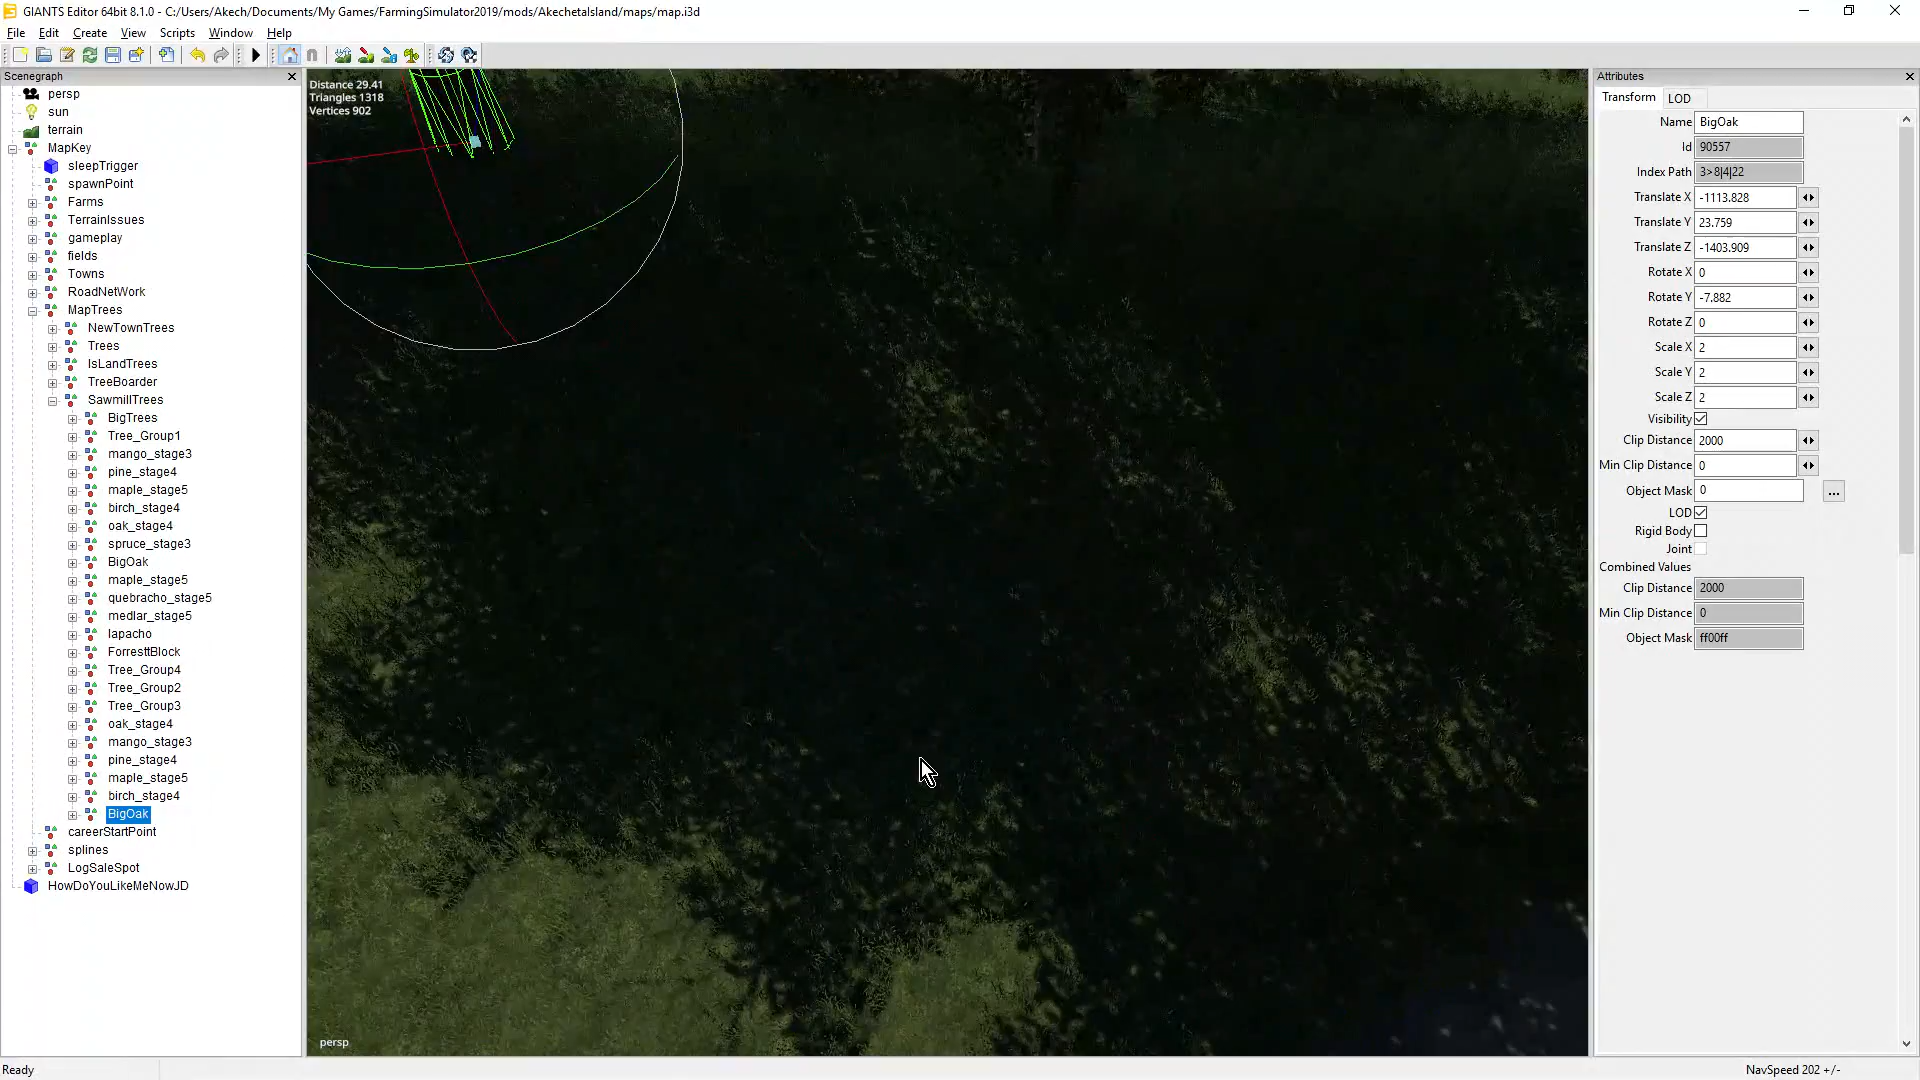 GIANTS Editor 64bit 8.1.0 - C:/Users/Akech/Documents/My Games/FarmingSimulator2019/mods/AkechetaIsland/maps/map.i3d
File Edit Create View Scripts Window Help
Scenegraph
persp
sun
terrain
MapKey
sleepTrigger
spawnPoint
Farms
TerrainIssues
gameplay
fields
Towns
RoadNetWork
MapTrees
NewTownTrees
Trees
IsLandTrees
TreeBoarder
SawmillTrees
BigTrees
Tree_Group1
mango_stage3
pine_stage4
maple_stage5
birch_stage4
oak_stage4
spruce_stage3
BigOak
maple_stage5
quebracho_stage5
medlar_stage5
lapacho
ForresttBlock
Tree_Group4
Tree_Group2
Tree_Group3
oak_stage4
mango_stage3
pine_stage4
maple_stage5
birch_stage4
BigOak
careerStartPoint
splines
LogSaleSpot
HowDoYouLikeMeNowJD
Distance 29.41
Triangles 1318
Vertices 902
persp
Attributes
Transform LOD
Name BigOak
Id 90557
Index Path 3>8|4|22
Translate X -1113.828
Translate Y 23.759
Translate Z -1403.909
Rotate X 0
Rotate Y -7.882
Rotate Z 0
Scale X 2
Scale Y 2
Scale Z 2
Visibility
Clip Distance 2000
Min Clip Distance 0
Object Mask 0 ...
LOD
Rigid Body
Joint
Combined Values
Clip Distance 2000
Min Clip Distance 0
Object Mask ff00ff
Ready
NavSpeed 202 +/-